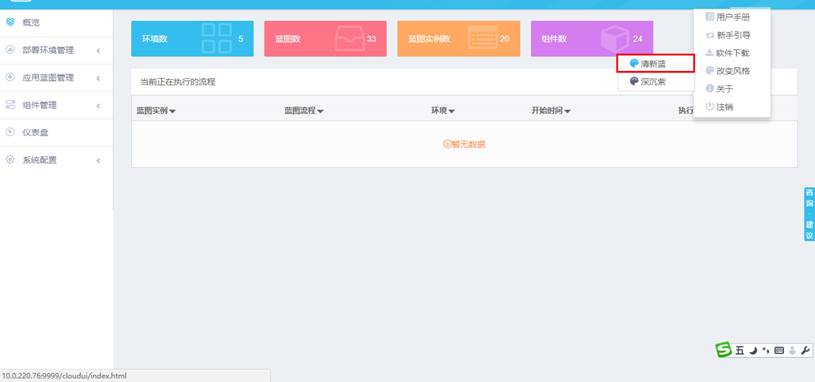 概览
部署环境管理
应用蓝图管理
组件管理
仪表盘
系统配置
环境数 5
蓝图数 33
蓝图实例数 20
组件数 24
用户手册
新手引导
软件下载
改变风格
关于
注销
清新蓝
深沉紫
当前正在执行的流程
蓝图实例 蓝图流程 环境 开始时间 执行
暂无数据
咨询·建议
五
10.0.220.76:9999/cloudui/index.html